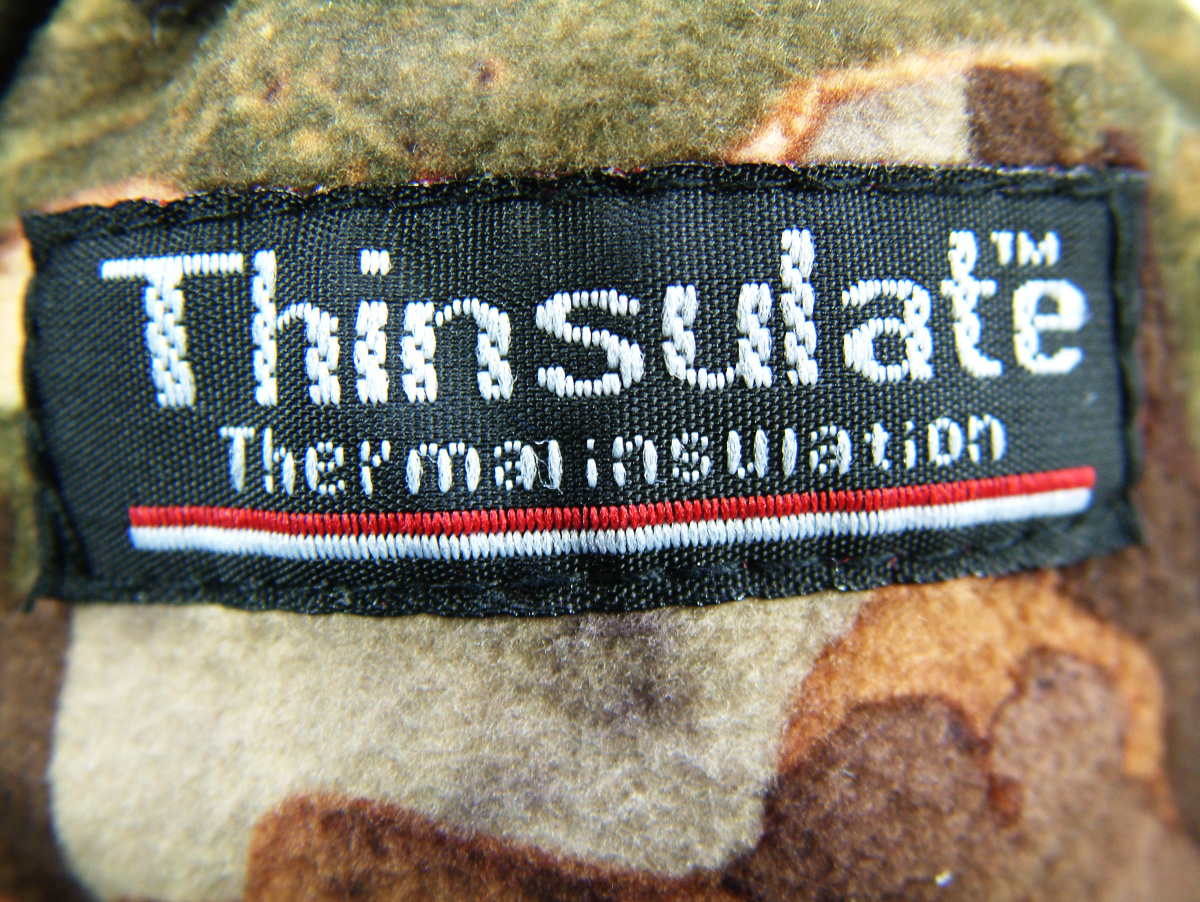 Thinsulate™
Thermal insulation